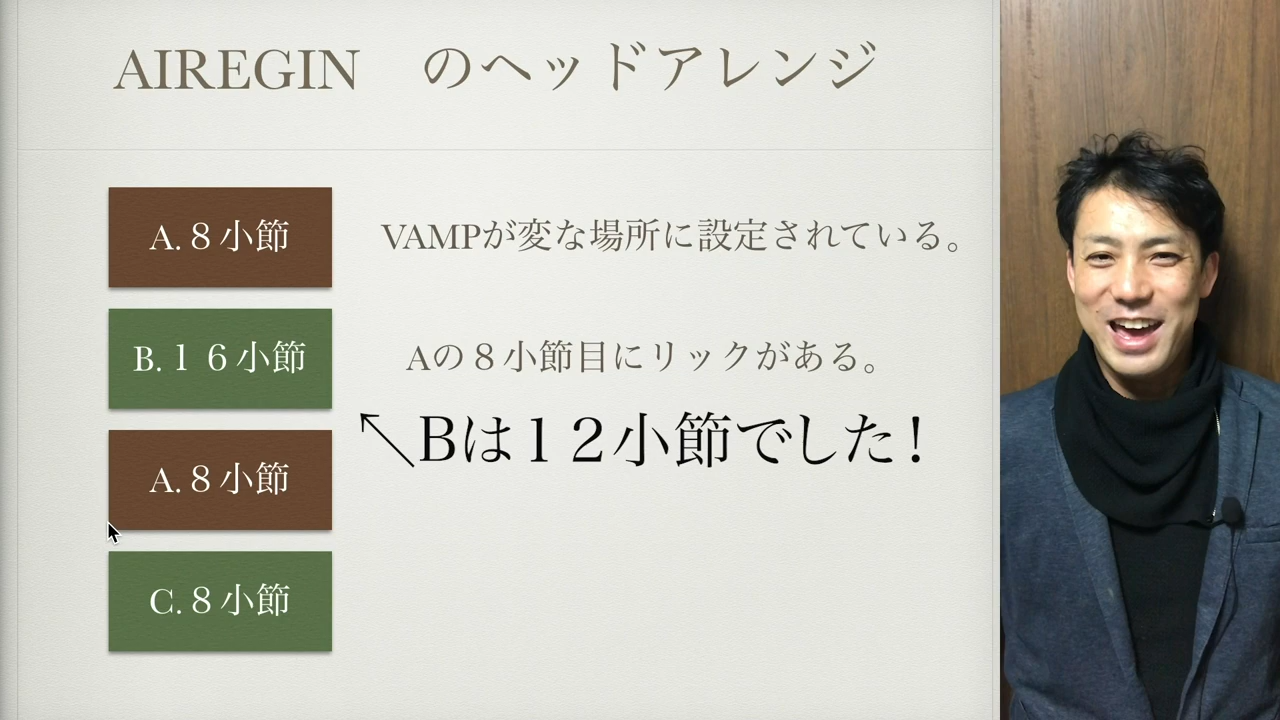 AIREGIN　のヘッドアレンジ
A.８小節
VAMPが変な場所に設定されている。
B.１６小節
Aの８小節目にリックがある。
↖Bは１２小節でした！
A.８小節
C.８小節